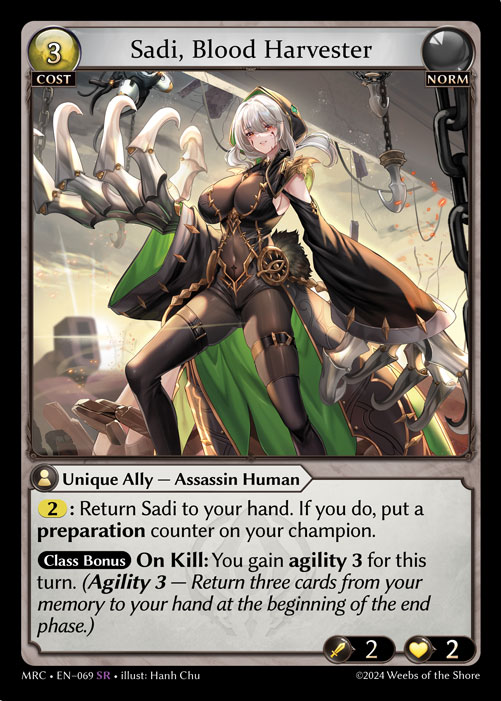 3 Sadi, Blood Harvester
COST NORM
Unique Ally — Assassin Human
2 : Return Sadi to your hand. If you do, put a
preparation counter on your champion.
Class Bonus On Kill: You gain agility 3 for this
turn. (Agility 3 — Return three cards from your
memory to your hand at the beginning of the end
phase.)
2 2
MRC • EN–069 SR • illust: Hanh Chu ©2024 Weebs of the Shore